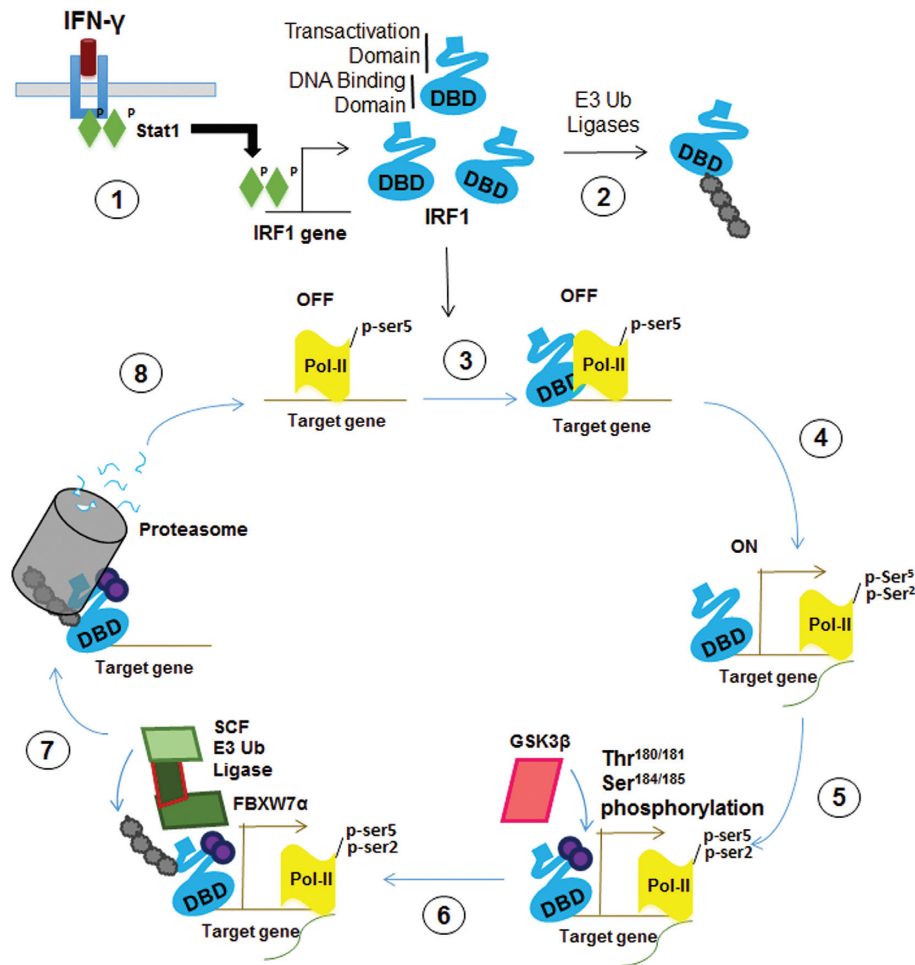 IFN-γ
P P
Stat1
1
P P
IRF1 gene
Transactivation
Domain
DNA Binding
Domain
DBD
DBD
DBD
IRF1
E3 Ub
Ligases
2
DBD
OFF
p-ser5
Pol-II
Target gene
3
OFF
p-ser5
DBD
Pol-II
Target gene
4
ON
p-Ser⁵
p-Ser²
DBD
Pol-II
Target gene
5
GSK3β
Thr¹⁸⁰/¹⁸¹
Ser¹⁸⁴/¹⁸⁵
phosphorylation
p-ser5
p-ser2
DBD
Pol-II
Target gene
6
SCF
E3 Ub
Ligase
FBXW7α
p-ser5
p-ser2
DBD
Pol-II
Target gene
7
Proteasome
DBD
Target gene
8